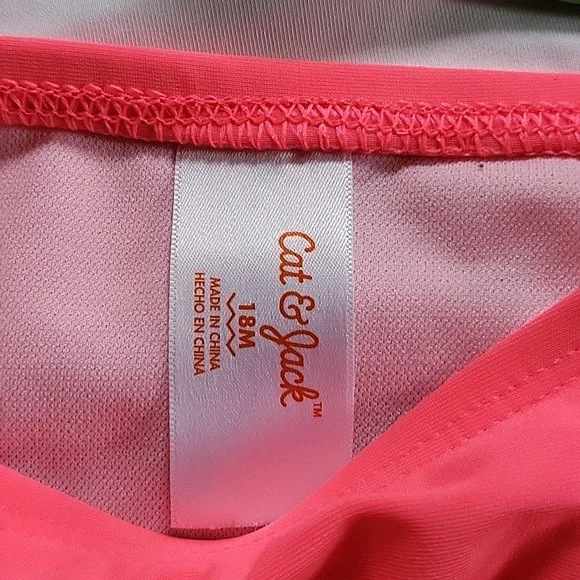 Cat & Jack™
18M
MADE IN CHINA
HECHO EN CHINA